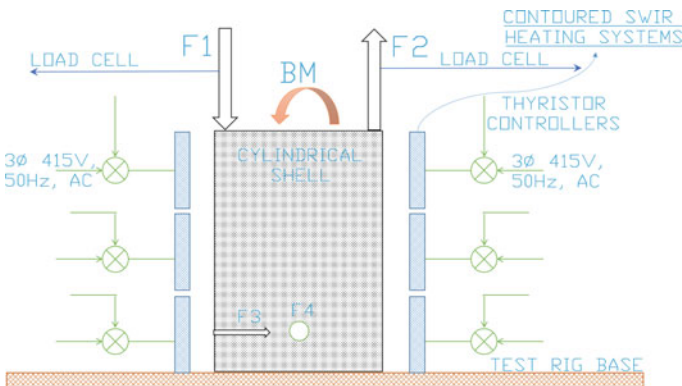 CONTOURED SWIR
HEATING SYSTEMS
F1
F2
LOAD CELL
LOAD CELL
BM
THYRISTOR
CONTROLLERS
CYLINDRICAL
SHELL
3Ø 415V,
50Hz, AC
3Ø 415V,
50Hz, AC
F3
F4
TEST RIG BASE